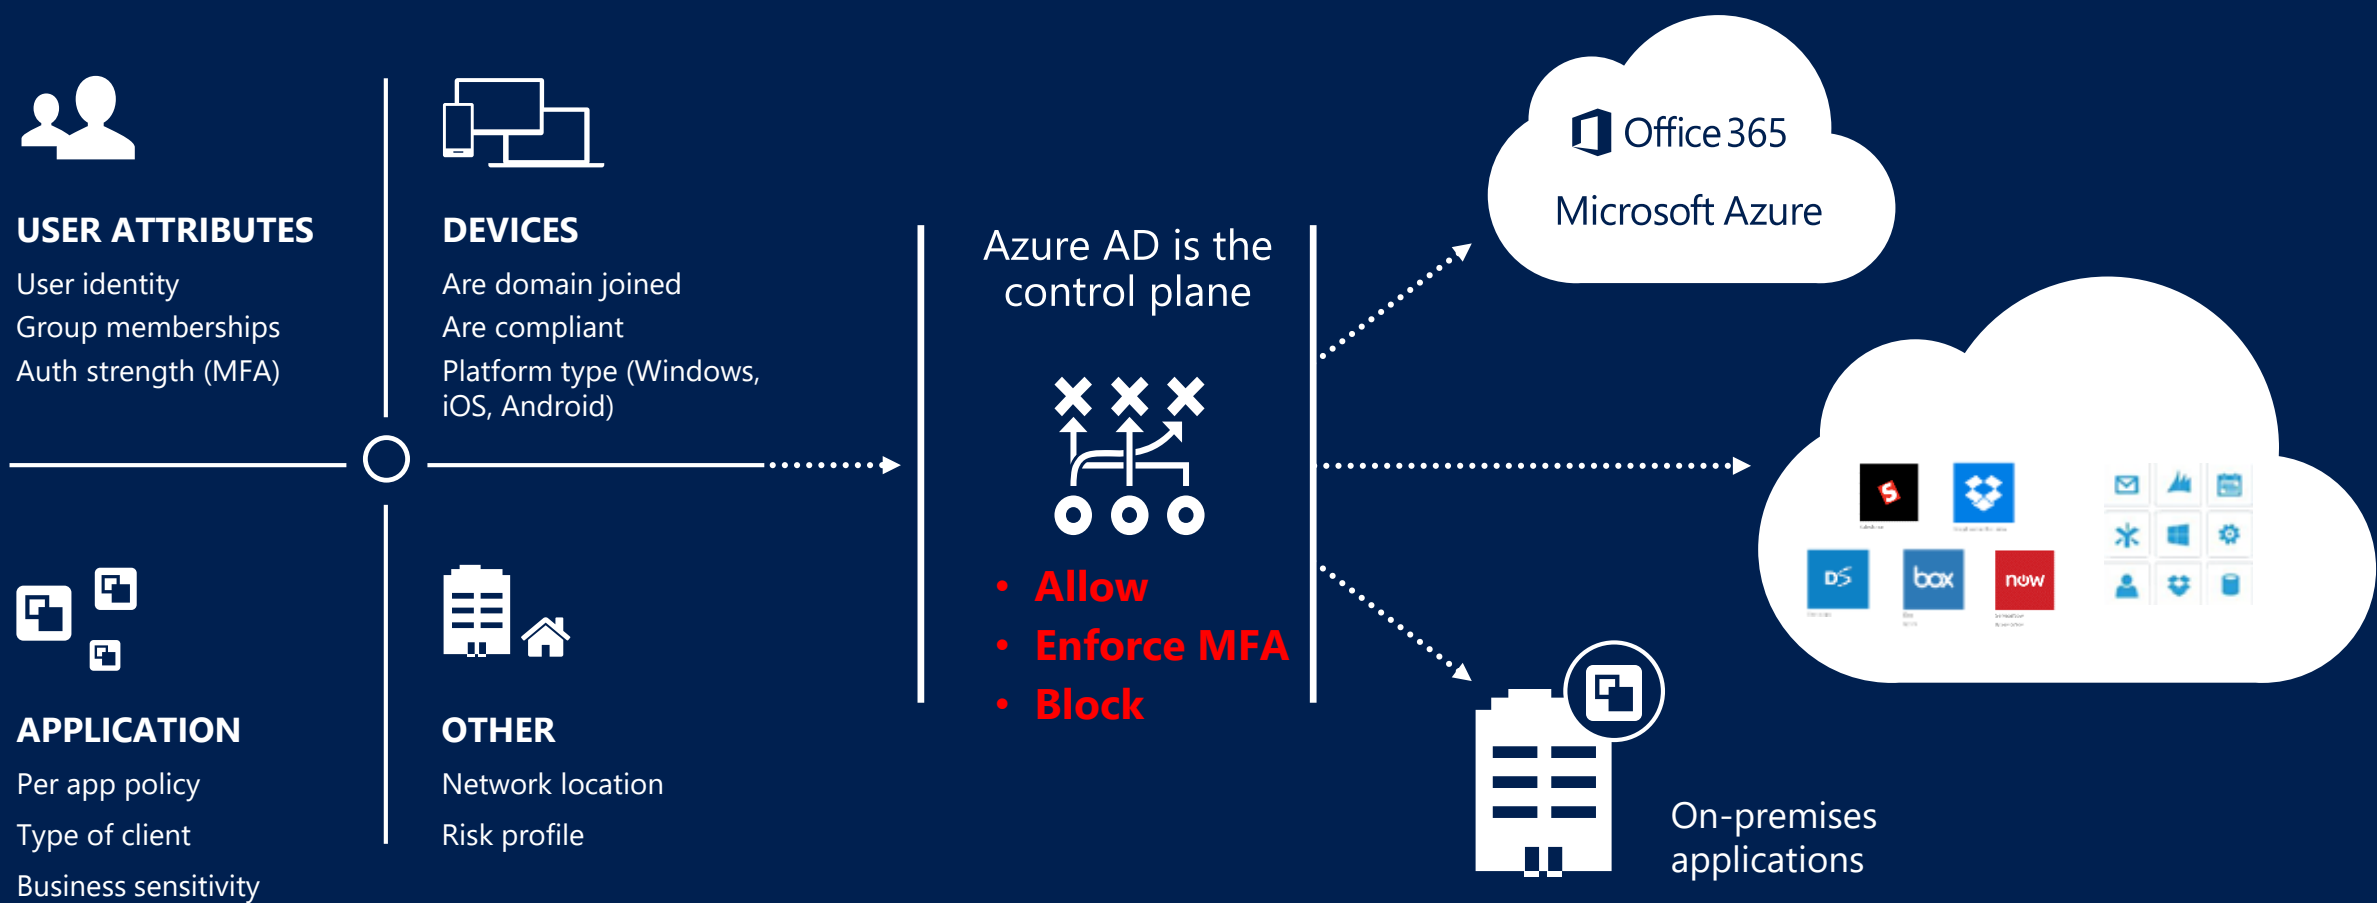 USER ATTRIBUTES
User identity
Group memberships
Auth strength (MFA)
DEVICES
Are domain joined
Are compliant
Platform type (Windows,
iOS, Android)
APPLICATION
Per app policy
Type of client
Business sensitivity
OTHER
Network location
Risk profile
Azure AD is the
control plane
• Allow
• Enforce MFA
• Block
Office 365
Microsoft Azure
S
DS
box
now
On-premises
applications